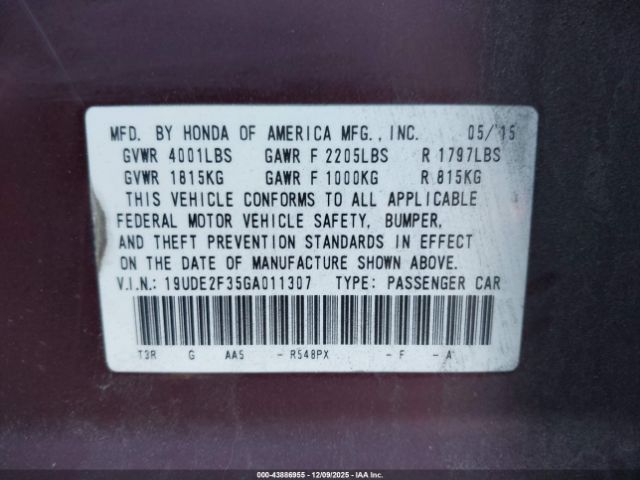 MFD. BY HONDA OF AMERICA MFG., INC. 05/15
GVWR 4001LBS GAWR F 2205LBS R 1797LBS
GVWR 1815KG GAWR F 1000KG R 815KG
THIS VEHICLE CONFORMS TO ALL APPLICABLE
FEDERAL MOTOR VEHICLE SAFETY, BUMPER,
AND THEFT PREVENTION STANDARDS IN EFFECT
ON THE DATE OF MANUFACTURE SHOWN ABOVE.
V.I.N.: 19UDE2F35GA011307 TYPE: PASSENGER CAR
T3R G AA5 - R548PX - F - A
000-43886955 | 12/09/2025 | IAA Inc.